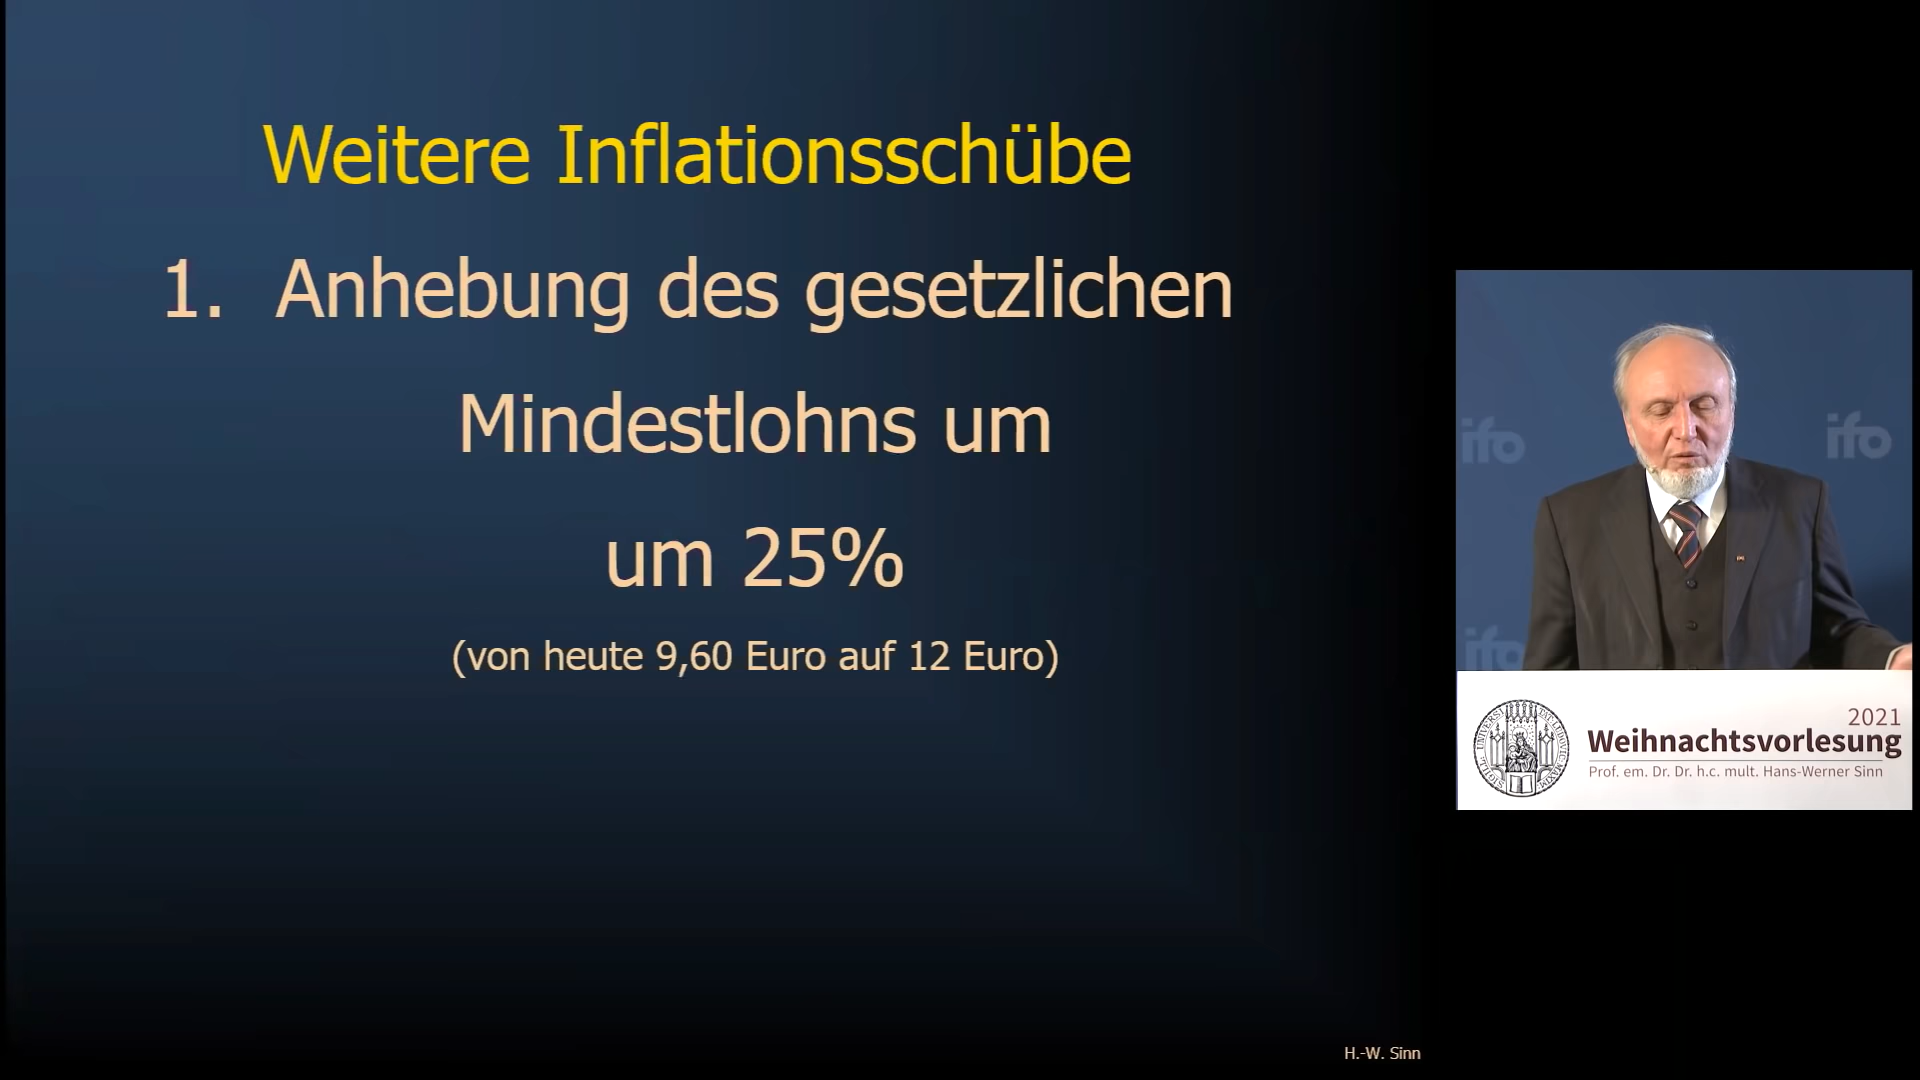 Weitere Inflationsschübe
1. Anhebung des gesetzlichen
Mindestlohns um
um 25%
(von heute 9,60 Euro auf 12 Euro)
H.-W. Sinn
ifo
ifo
ifo
2021
Weihnachtsvorlesung
Prof. em. Dr. Dr. h.c. mult. Hans-Werner Sinn